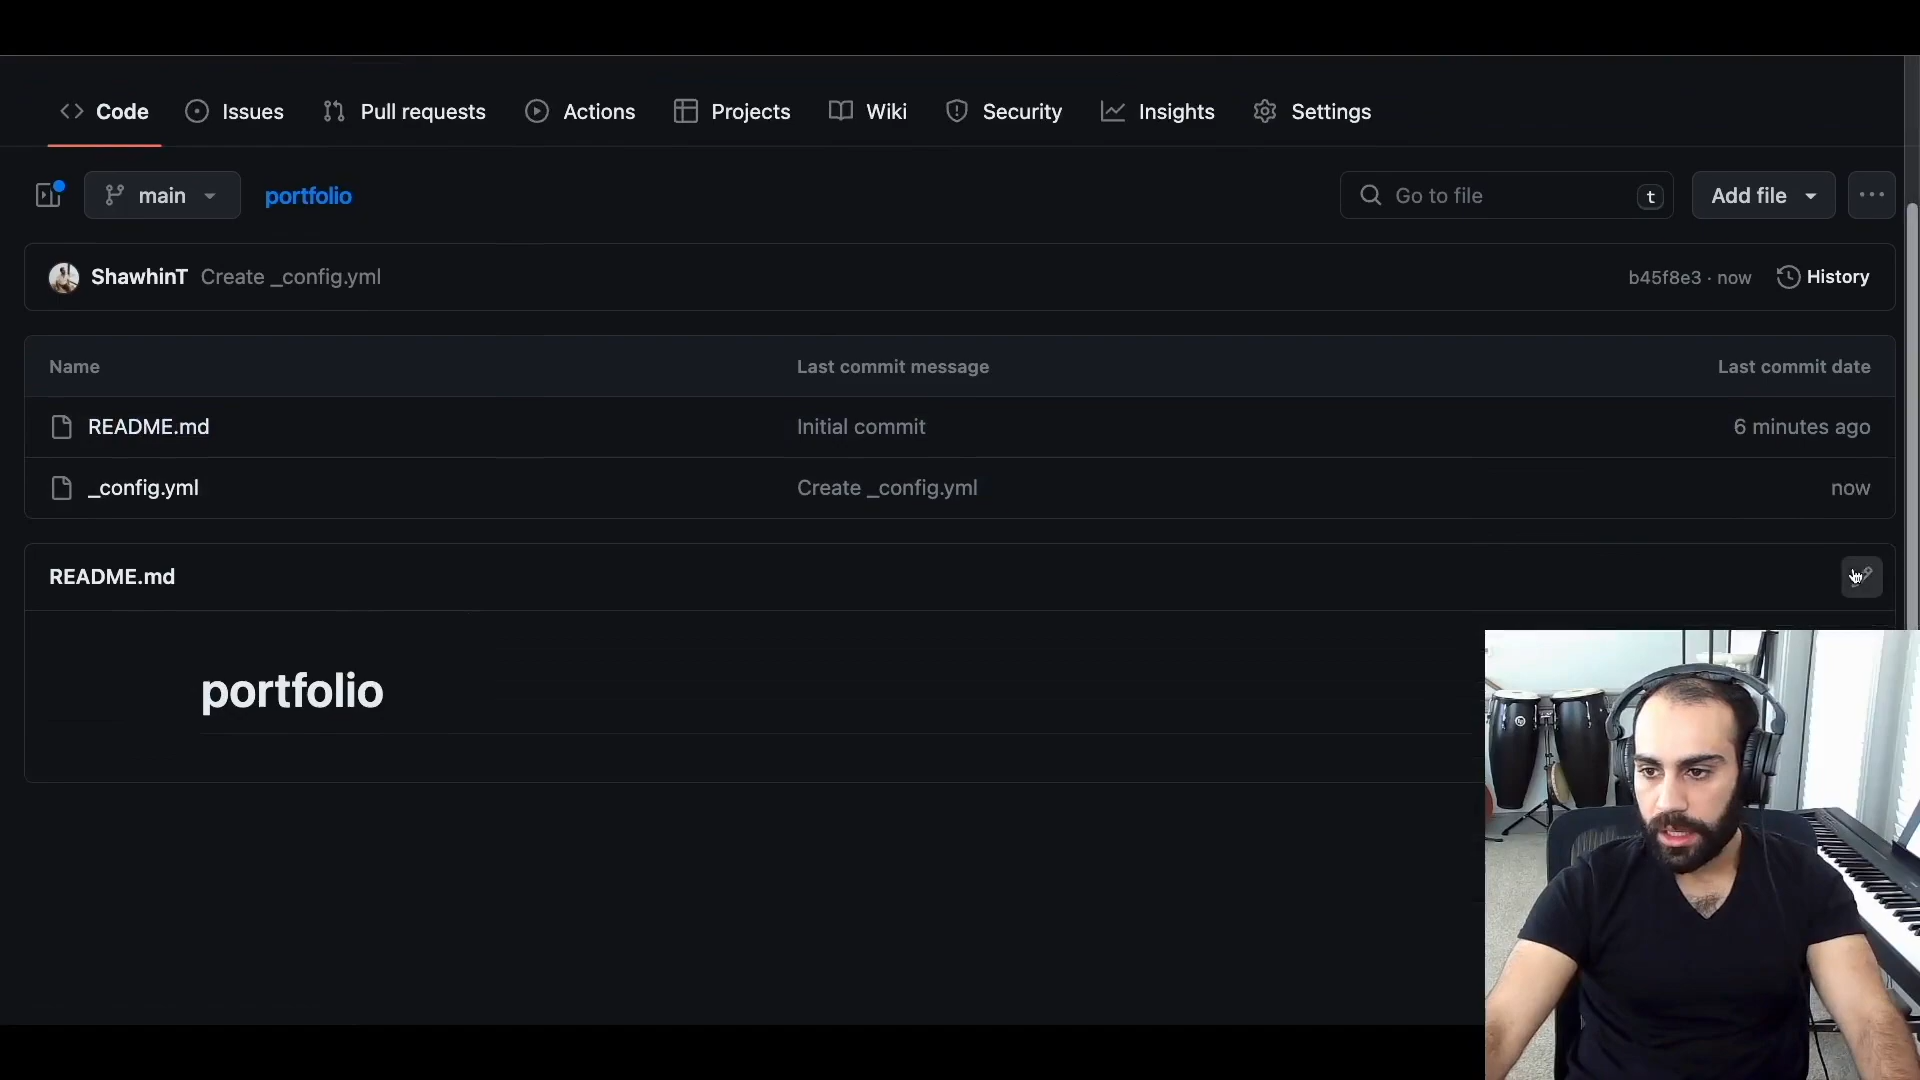 Code Issues Pull requests Actions Projects Wiki Security Insights Settings
main portfolio Go to file t Add file
ShawhinT Create _config.yml b45f8e3 · now History
Name Last commit message Last commit date
README.md Initial commit 6 minutes ago
_config.yml Create _config.yml now
README.md
portfolio